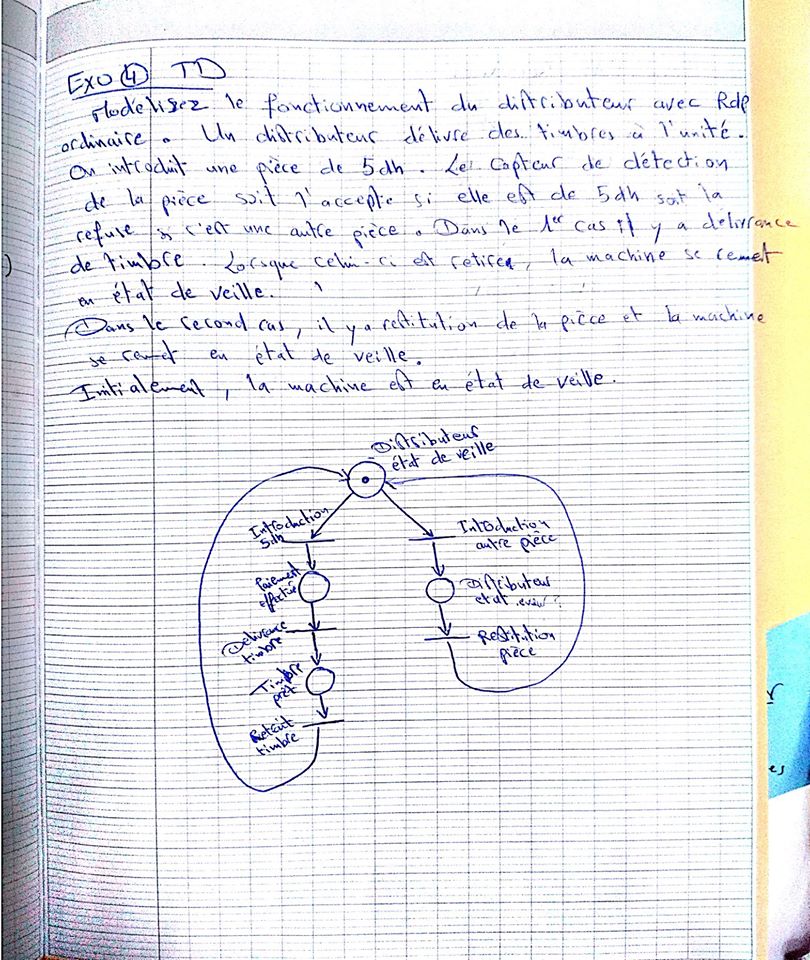 Exo ④ TD
Modelisez le fonctionnement du distributeur avec Rdp
ordinaire. Un distributeur délivre des timbres à l'unité.
On introduit une pièce de 5dh. Le capteur de détection
de la pièce soit l'accepte si elle est de 5dh soit la
refuse si c'est une autre pièce. Dans le 1er cas il y a délivrance
de timbre. Lorsque celui-ci est retiré, la machine se remet
en état de veille.
Dans le second cas, il y a restitution de la pièce et la machine
se remet en état de veille.
Initialement, la machine est en état de veille.
Distributeur
état de veille
Introduction
5dh
Introduction
autre pièce
Paiement
effectué
Distributeur
etat
Délivrance
timbre
Restitution
pièce
Timbre
prêt
Retrait
timbre